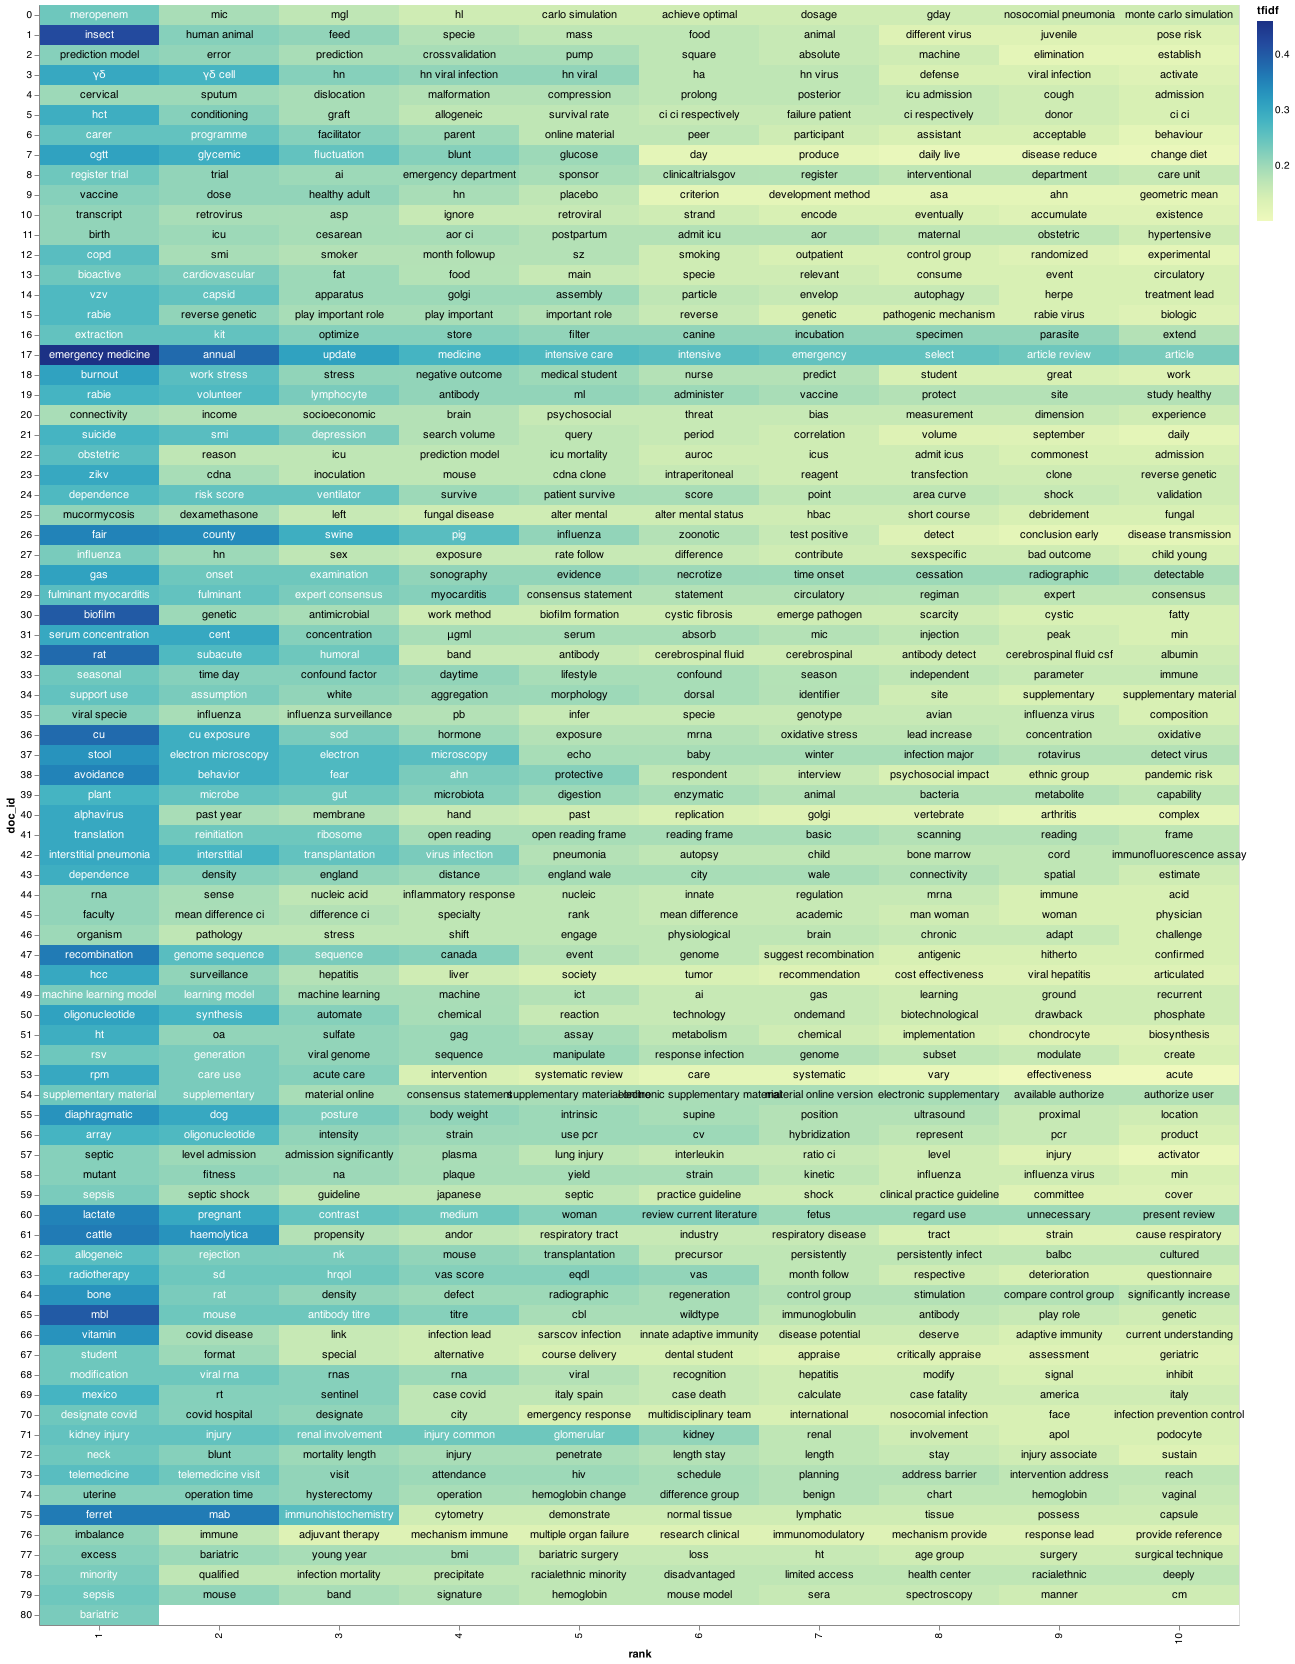 tfidf
0.4
0.3
0.2
doc_id
0 meropenem mic mgl hl carlo simulation achieve optimal dosage gday nosocomial pneumonia monte carlo simulation
1 insect human animal feed specie mass food animal different virus juvenile pose risk
2 prediction model error prediction crossvalidation pump square absolute machine elimination establish
3 γδ γδ cell hn hn viral infection hn viral ha hn virus defense viral infection activate
4 cervical sputum dislocation malformation compression prolong posterior icu admission cough admission
5 hct conditioning graft allogeneic survival rate ci ci respectively failure patient ci respectively donor ci ci
6 carer programme facilitator parent online material peer participant assistant acceptable behaviour
7 ogtt glycemic fluctuation blunt glucose day produce daily live disease reduce change diet
8 register trial trial ai emergency department sponsor clinicaltrialsgov register interventional department care unit
9 vaccine dose healthy adult hn placebo criterion development method asa ahn geometric mean
10 transcript retrovirus asp ignore retroviral strand encode eventually accumulate existence
11 birth icu cesarean aor ci postpartum admit icu aor maternal obstetric hypertensive
12 copd smi smoker month followup sz smoking outpatient control group randomized experimental
13 bioactive cardiovascular fat food main specie relevant consume event circulatory
14 vzv capsid apparatus golgi assembly particle envelop autophagy herpe treatment lead
15 rabie reverse genetic play important role play important important role reverse genetic pathogenic mechanism rabie virus biologic
16 extraction kit optimize store filter canine incubation specimen parasite extend
17 emergency medicine annual update medicine intensive care intensive emergency select article review article
18 burnout work stress stress negative outcome medical student nurse predict student great work
19 rabie volunteer lymphocyte antibody ml administer vaccine protect site study healthy
20 connectivity income socioeconomic brain psychosocial threat bias measurement dimension experience
21 suicide smi depression search volume query period correlation volume september daily
22 obstetric reason icu prediction model icu mortality auroc icus admit icus commonest admission
23 zikv cdna inoculation mouse cdna clone intraperitoneal reagent transfection clone reverse genetic
24 dependence risk score ventilator survive patient survive score point area curve shock validation
25 mucormycosis dexamethasone left fungal disease alter mental alter mental status hbac short course debridement fungal
26 fair county swine pig influenza zoonotic test positive detect conclusion early disease transmission
27 influenza hn sex exposure rate follow difference contribute sexspecific bad outcome child young
28 gas onset examination sonography evidence necrotize time onset cessation radiographic detectable
29 fulminant myocarditis fulminant expert consensus myocarditis consensus statement statement circulatory regiman expert consensus
30 biofilm genetic antimicrobial work method biofilm formation cystic fibrosis emerge pathogen scarcity cystic fatty
31 serum concentration cent concentration µgml serum absorb mic injection peak min
32 rat subacute humoral band antibody cerebrospinal fluid cerebrospinal antibody detect cerebrospinal fluid csf albumin
33 seasonal time day confound factor daytime lifestyle confound season independent parameter immune
34 support use assumption white aggregation morphology dorsal identifier site supplementary supplementary material
35 viral specie influenza influenza surveillance pb infer specie genotype avian influenza virus composition
36 cu cu exposure sod hormone exposure mrna oxidative stress lead increase concentration oxidative
37 stool electron microscopy electron microscopy echo baby winter infection major rotavirus detect virus
38 avoidance behavior fear ahn protective respondent interview psychosocial impact ethnic group pandemic risk
39 plant microbe gut microbiota digestion enzymatic animal bacteria metabolite capability
40 alphavirus past year membrane hand past replication golgi vertebrate arthritis complex
41 translation reinitiation ribosome open reading open reading frame reading frame basic scanning reading frame
42 interstitial pneumonia interstitial transplantation virus infection pneumonia autopsy child bone marrow cord immunofluorescence assay
43 dependence density england distance england wale city wale connectivity spatial estimate
44 rna sense nucleic acid inflammatory response nucleic innate regulation mrna immune acid
45 faculty mean difference ci difference ci specialty rank mean difference academic man woman woman physician
46 organism pathology stress shift engage physiological brain chronic adapt challenge
47 recombination genome sequence sequence canada event genome suggest recombination antigenic hitherto confirmed
48 hcc surveillance hepatitis liver society tumor recommendation cost effectiveness viral hepatitis articulated
49 machine learning model learning model machine learning machine ict ai gas learning ground recurrent
50 oligonucleotide synthesis automate chemical reaction technology ondemand biotechnological drawback phosphate
51 ht oa sulfate gag assay metabolism chemical implementation chondrocyte biosynthesis
52 rsv generation viral genome sequence manipulate response infection genome subset modulate create
53 rpm care use acute care intervention systematic review care systematic vary effectiveness acute
54 supplementary material supplementary material online consensus statement supplementary material online electronic supplementary material material online version electronic supplementary available authorize authorize user
55 diaphragmatic dog posture body weight intrinsic supine position ultrasound proximal location
56 array oligonucleotide intensity strain use pcr cv hybridization represent pcr product
57 septic level admission admission significantly plasma lung injury interleukin ratio ci level injury activator
58 mutant fitness na plaque yield strain kinetic influenza influenza virus min
59 sepsis septic shock guideline japanese septic practice guideline shock clinical practice guideline committee cover
60 lactate pregnant contrast medium woman review current literature fetus regard use unnecessary present review
61 cattle haemolytica propensity andor respiratory tract industry respiratory disease tract strain cause respiratory
62 allogeneic rejection nk mouse transplantation precursor persistently persistently infect balbc cultured
63 radiotherapy sd hrqol vas score eqdl vas month follow respective deterioration questionnaire
64 bone rat density defect radiographic regeneration control group stimulation compare control group significantly increase
65 mbl mouse antibody titre titre cbl wildtype immunoglobulin antibody play role genetic
66 vitamin covid disease link infection lead sarscov infection innate adaptive immunity disease potential deserve adaptive immunity current understanding
67 student format special alternative course delivery dental student appraise critically appraise assessment geriatric
68 modification viral rna rnas rna viral recognition hepatitis modify signal inhibit
69 mexico rt sentinel case covid italy spain case death calculate case fatality america italy
70 designate covid covid hospital designate city emergency response multidisciplinary team international nosocomial infection face infection prevention control
71 kidney injury injury renal involvement injury common glomerular kidney renal involvement apol podocyte
72 neck blunt mortality length injury penetrate length stay length stay injury associate sustain
73 telemedicine telemedicine visit visit attendance hiv schedule planning address barrier intervention address reach
74 uterine operation time hysterectomy operation hemoglobin change difference group benign chart hemoglobin vaginal
75 ferret mab immunohistochemistry cytometry demonstrate normal tissue lymphatic tissue possess capsule
76 imbalance immune adjuvant therapy mechanism immune multiple organ failure research clinical immunomodulatory mechanism provide response lead provide reference
77 excess bariatric young year bmi bariatric surgery loss ht age group surgery surgical technique
78 minority qualified infection mortality precipitate racialethnic minority disadvantaged limited access health center racialethnic deeply
79 sepsis mouse band signature hemoglobin mouse model sera spectroscopy manner cm
80 bariatric
1 2 3 4 5 6 7 8 9 10
rank